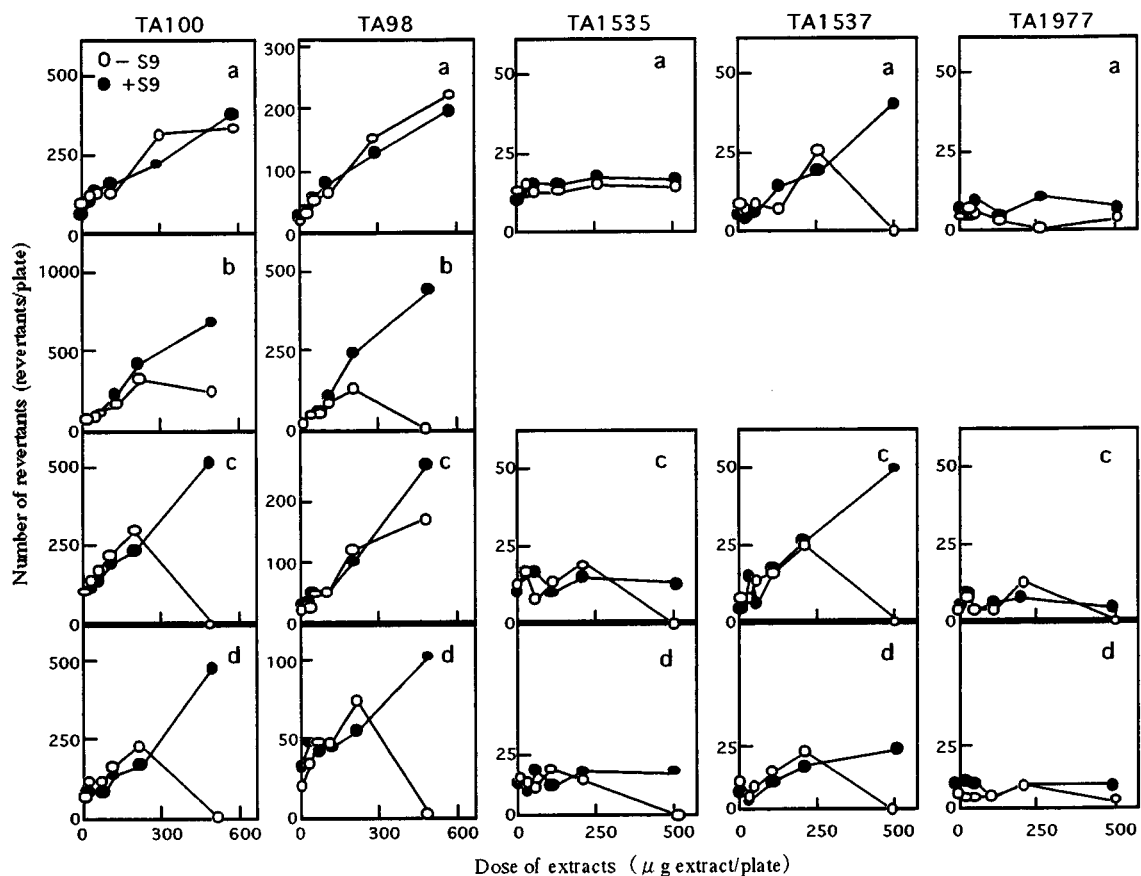 TA100 TA98 TA1535 TA1537 TA1977
− S9
+S9
500 250 0 a
300 200 100 0 a
50 25 0 a
50 25 0 a
50 25 0 a
1000 500 0 b
500 250 0 b
500 250 0 c
200 100 0 c
50 25 0 c
50 25 0 c
50 25 0 c
500 250 0 d
100 50 0 d
25 0 d
25 0 d
25 0 d
0 300 600
0 300 600
0 250 500
0 250 500
0 250 500
Number of revertants (revertants/plate)
Dose of extracts ( μ g extract/plate)